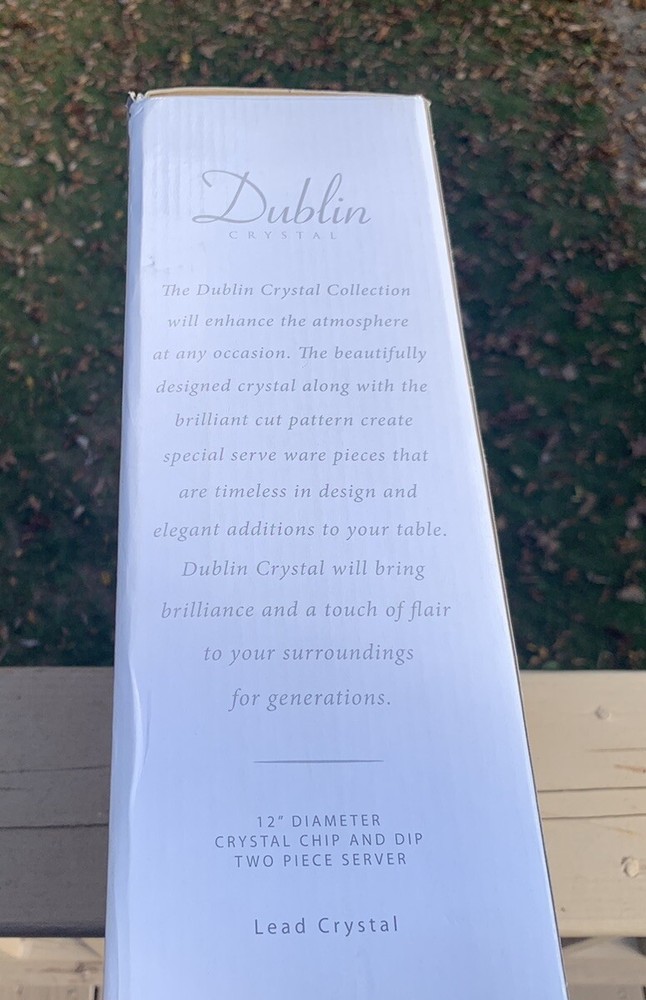 Dublin
CRYSTAL
The Dublin Crystal Collection
will enhance the atmosphere
at any occasion. The beautifully
designed crystal along with the
brilliant cut pattern create
special serve ware pieces that
are timeless in design and
elegant additions to your table.
Dublin Crystal will bring
brilliance and a touch of flair
to your surroundings
for generations.
12" DIAMETER
CRYSTAL CHIP AND DIP
TWO PIECE SERVER
Lead Crystal